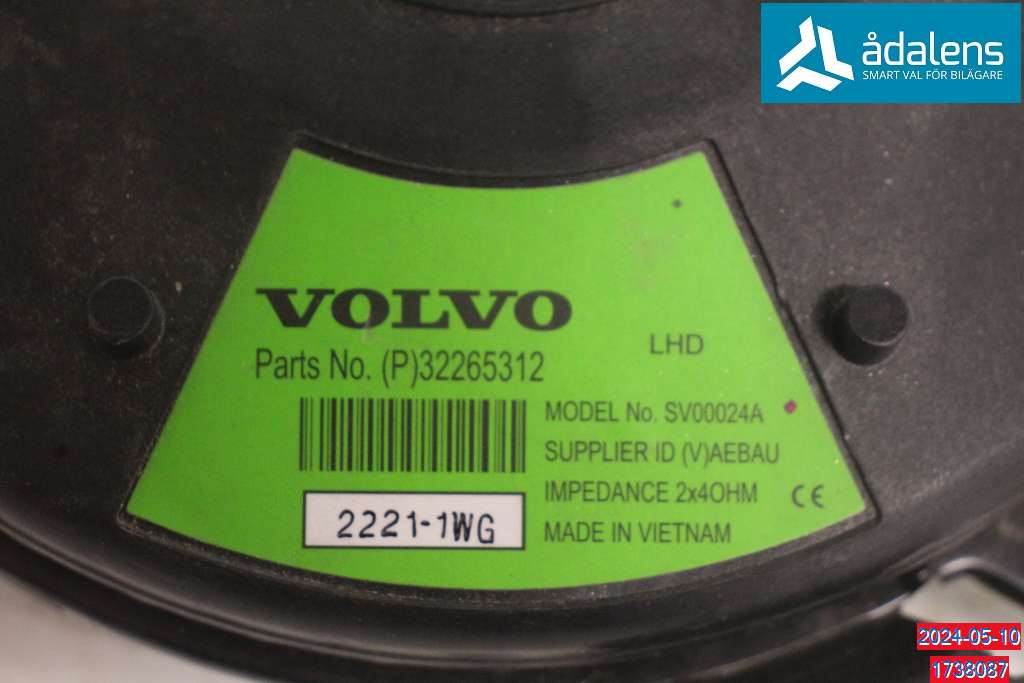 ådalens
SMART VAL FÖR BILÄGARE
VOLVO
LHD
Parts No. (P)32265312
MODEL No. SV00024A
SUPPLIER ID (V)AEBAU
IMPEDANCE 2x4OHM
CE
2221-1WG
MADE IN VIETNAM
2024-05-10
1738087